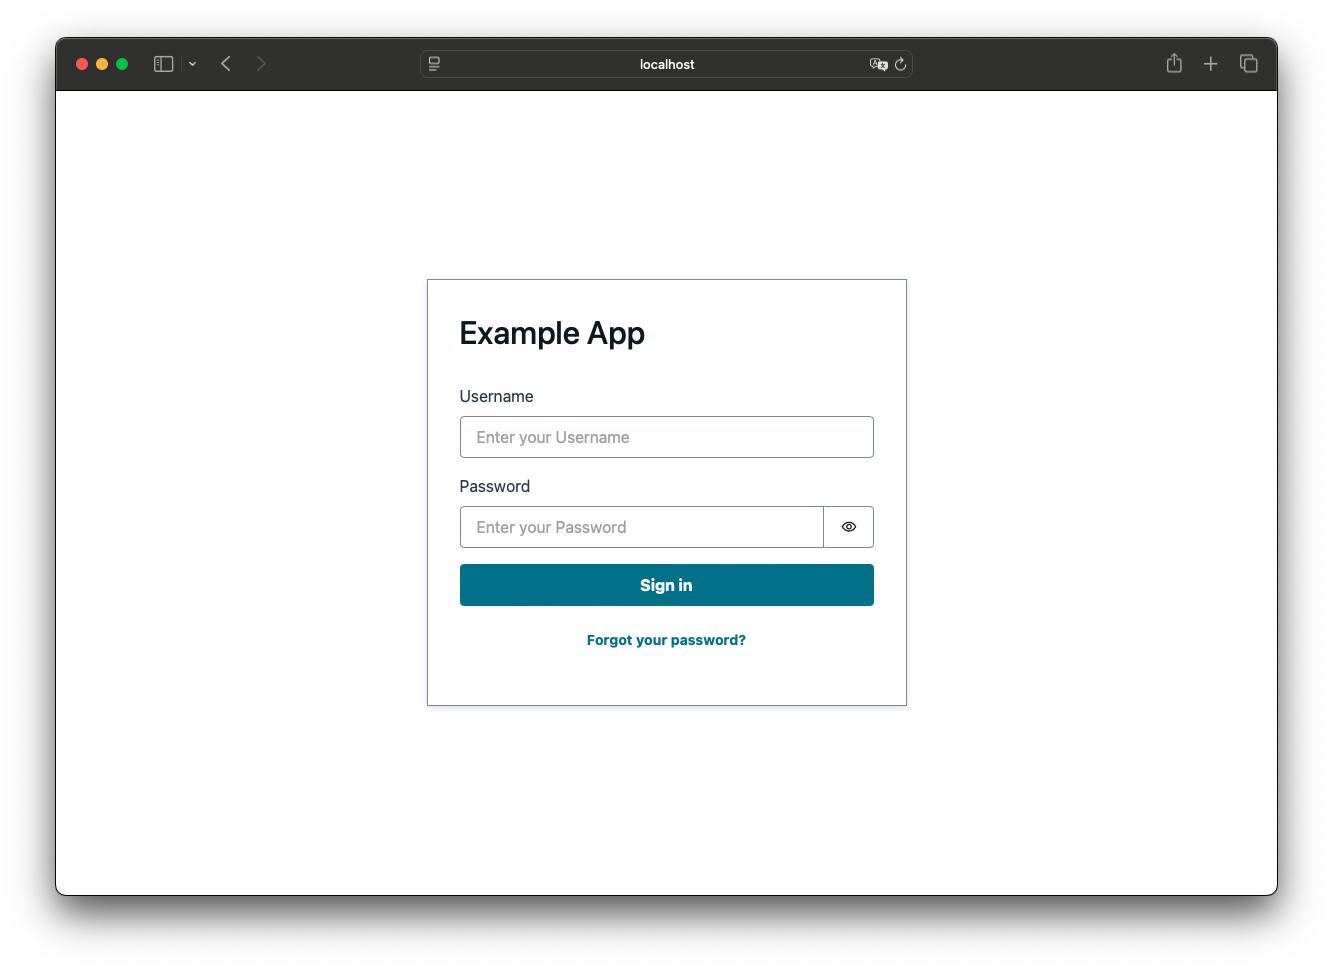 localhost
Example App
Username
Enter your Username
Password
Enter your Password
Sign in
Forgot your password?